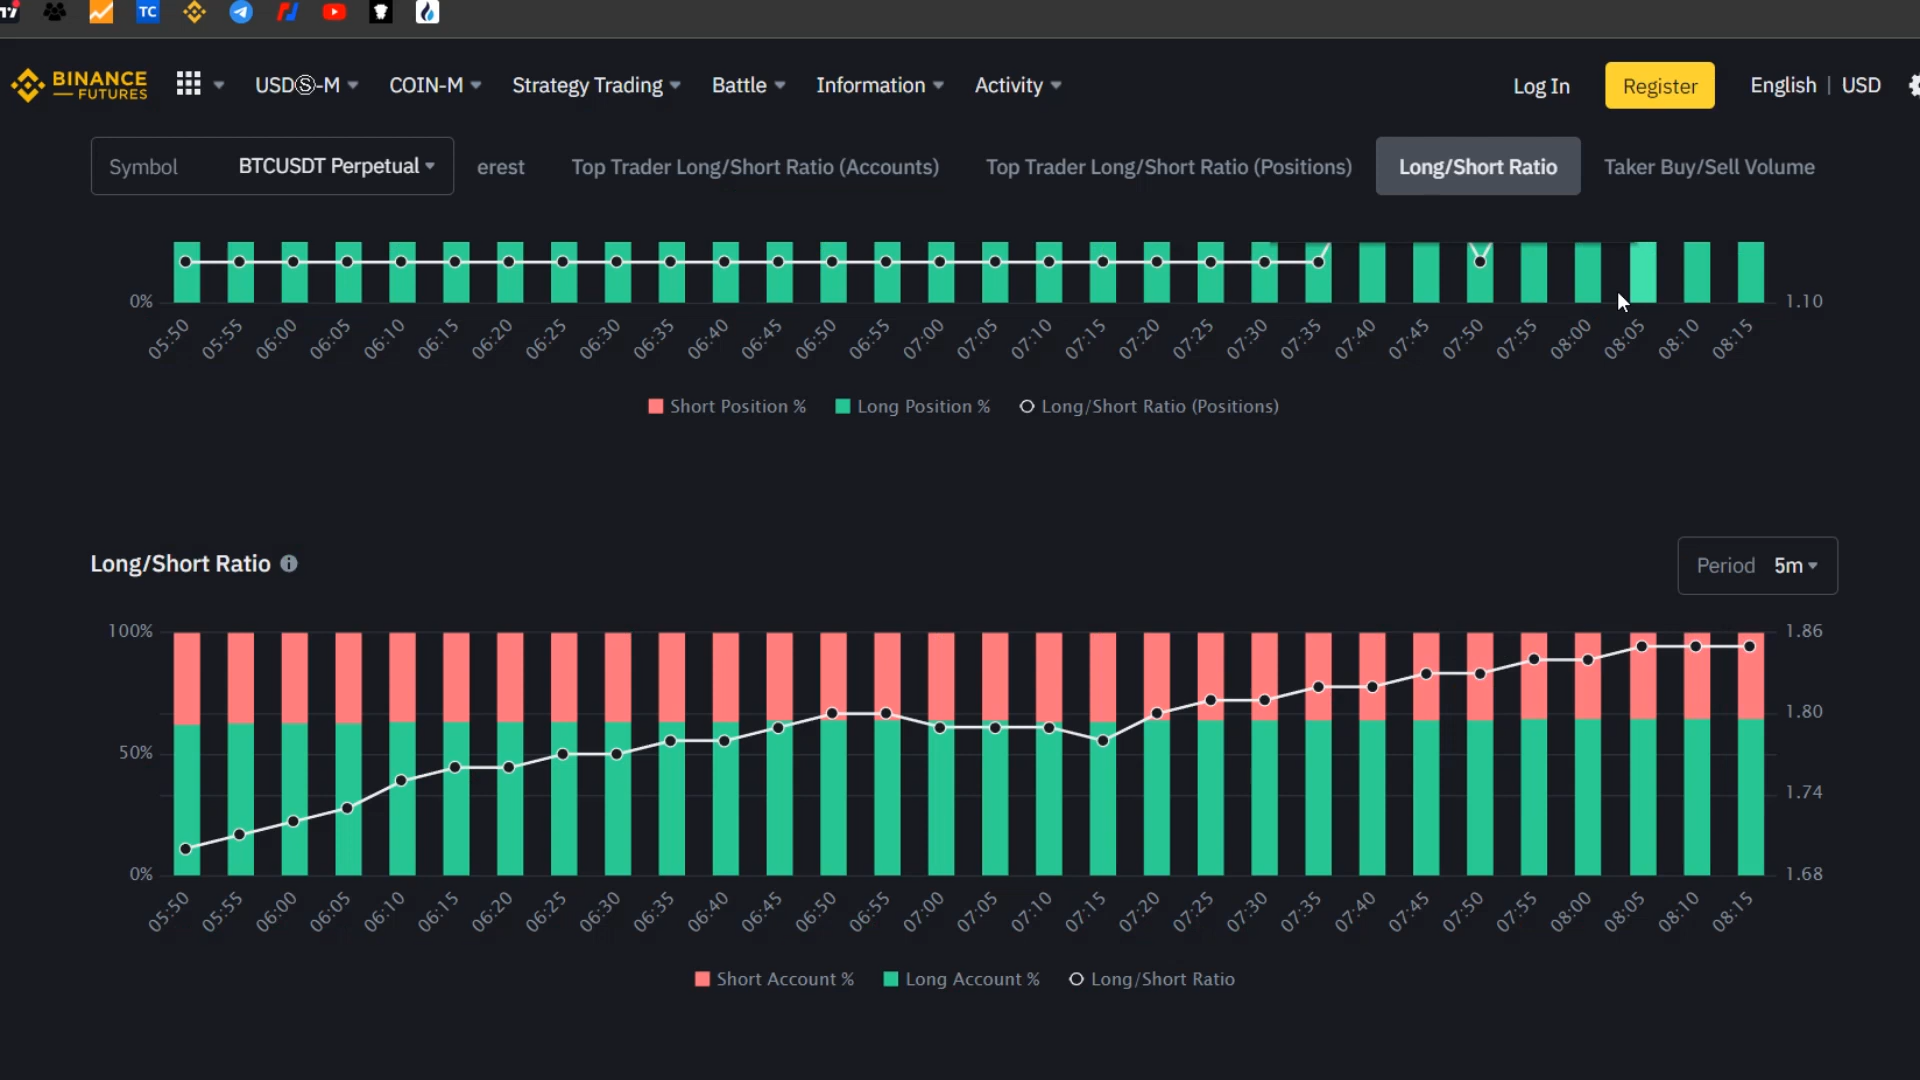 TC
BINANCE
FUTURES
USDⓈ-M
COIN-M
Strategy Trading
Battle
Information
Activity
Log In
Register
English | USD
Symbol BTCUSDT Perpetual
erest
Top Trader Long/Short Ratio (Accounts)
Top Trader Long/Short Ratio (Positions)
Long/Short Ratio
Taker Buy/Sell Volume
0% 1.10
05:50 05:55 06:00 06:05 06:10 06:15 06:20 06:25 06:30 06:35 06:40 06:45 06:50 06:55 07:00 07:05 07:10 07:15 07:20 07:25 07:30 07:35 07:40 07:45 07:50 07:55 08:00 08:05 08:10 08:15
Short Position % Long Position % Long/Short Ratio (Positions)
Long/Short Ratio
Period 5m
100% 1.86
1.80
50%
1.74
0% 1.68
05:50 05:55 06:00 06:05 06:10 06:15 06:20 06:25 06:30 06:35 06:40 06:45 06:50 06:55 07:00 07:05 07:10 07:15 07:20 07:25 07:30 07:35 07:40 07:45 07:50 07:55 08:00 08:05 08:10 08:15
Short Account % Long Account % Long/Short Ratio